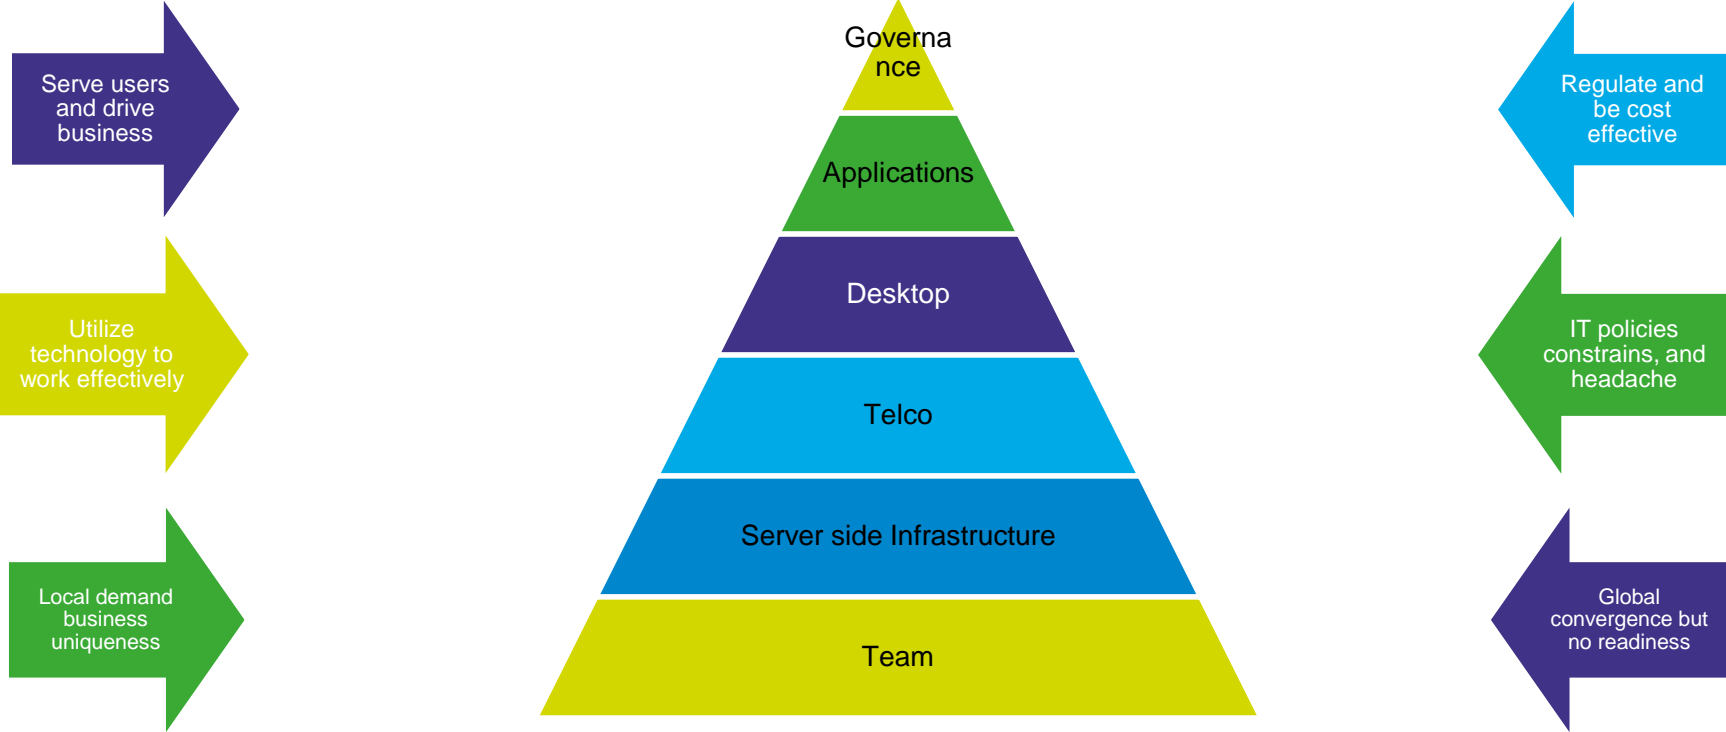 Serve users
and drive
business
Utilize
technology to
work effectively
Local demand
business
uniqueness
Governa
nce
Applications
Desktop
Telco
Server side Infrastructure
Team
Regulate and
be cost
effective
IT policies
constrains, and
headache
Global
convergence but
no readiness